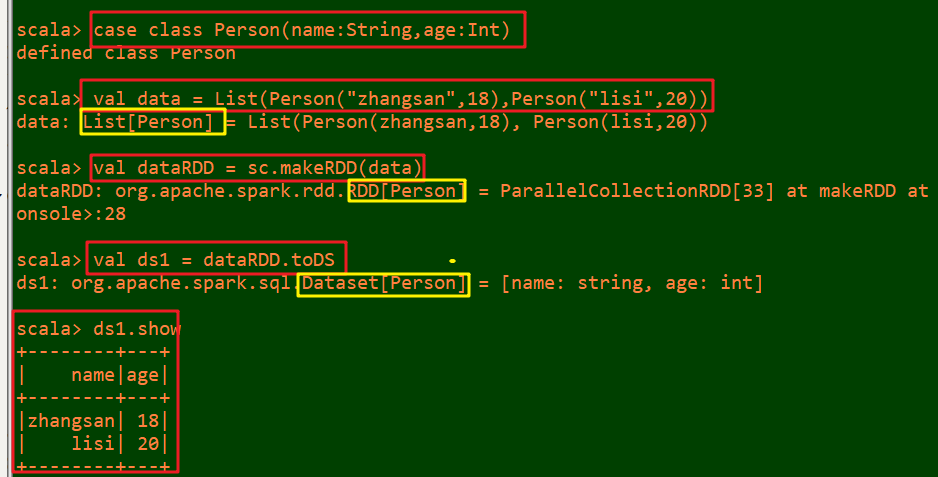 scala> case class Person(name:String,age:Int)
defined class Person
scala> val data = List(Person("zhangsan",18),Person("lisi",20))
data: List[Person] = List(Person(zhangsan,18), Person(lisi,20))
scala> val dataRDD = sc.makeRDD(data)
dataRDD: org.apache.spark.rdd.RDD[Person] = ParallelCollectionRDD[33] at makeRDD at
onsole>:28
scala> val ds1 = dataRDD.toDS
ds1: org.apache.spark.sql.Dataset[Person] = [name: string, age: int]
scala> ds1.show
+--------+---+
|    name|age|
+--------+---+
|zhangsan| 18|
|    lisi| 20|
+--------+---+